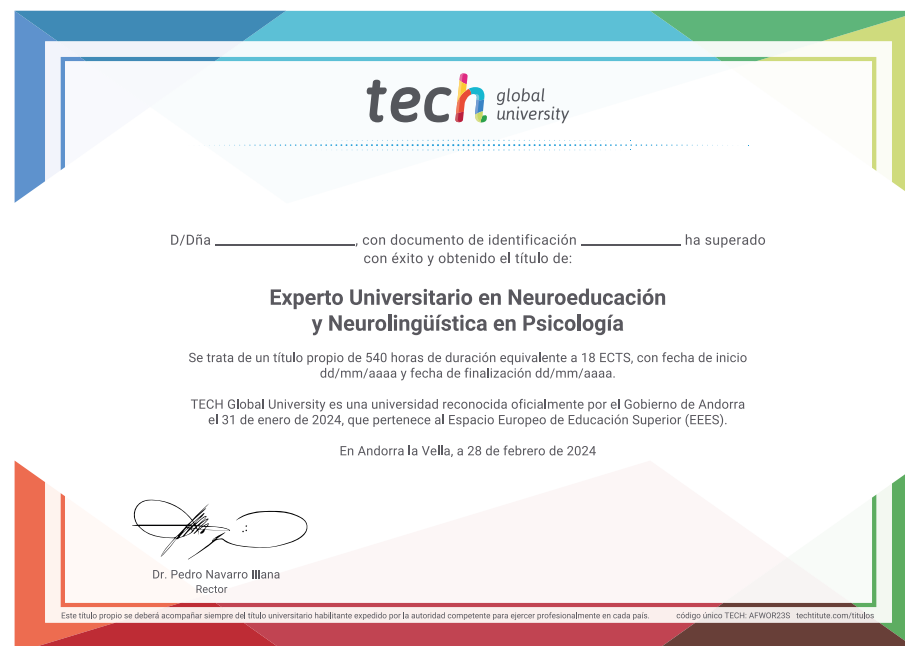 tech global university
D/Dña ____________, con documento de identificación ____________ ha superado
con éxito y obtenido el título de:
Experto Universitario en Neuroeducación
y Neurolingüística en Psicología
Se trata de un título propio de 540 horas de duración equivalente a 18 ECTS, con fecha de inicio
dd/mm/aaaa y fecha de finalización dd/mm/aaaa.
TECH Global University es una universidad reconocida oficialmente por el Gobierno de Andorra
el 31 de enero de 2024, que pertenece al Espacio Europeo de Educación Superior (EEES).
En Andorra la Vella, a 28 de febrero de 2024
Dr. Pedro Navarro Illana
Rector
Este título propio se deberá acompañar siempre del título universitario habilitante expedido por la autoridad competente para ejercer profesionalmente en cada país. código único TECH: AFWOR23S techtitute.com/titulos